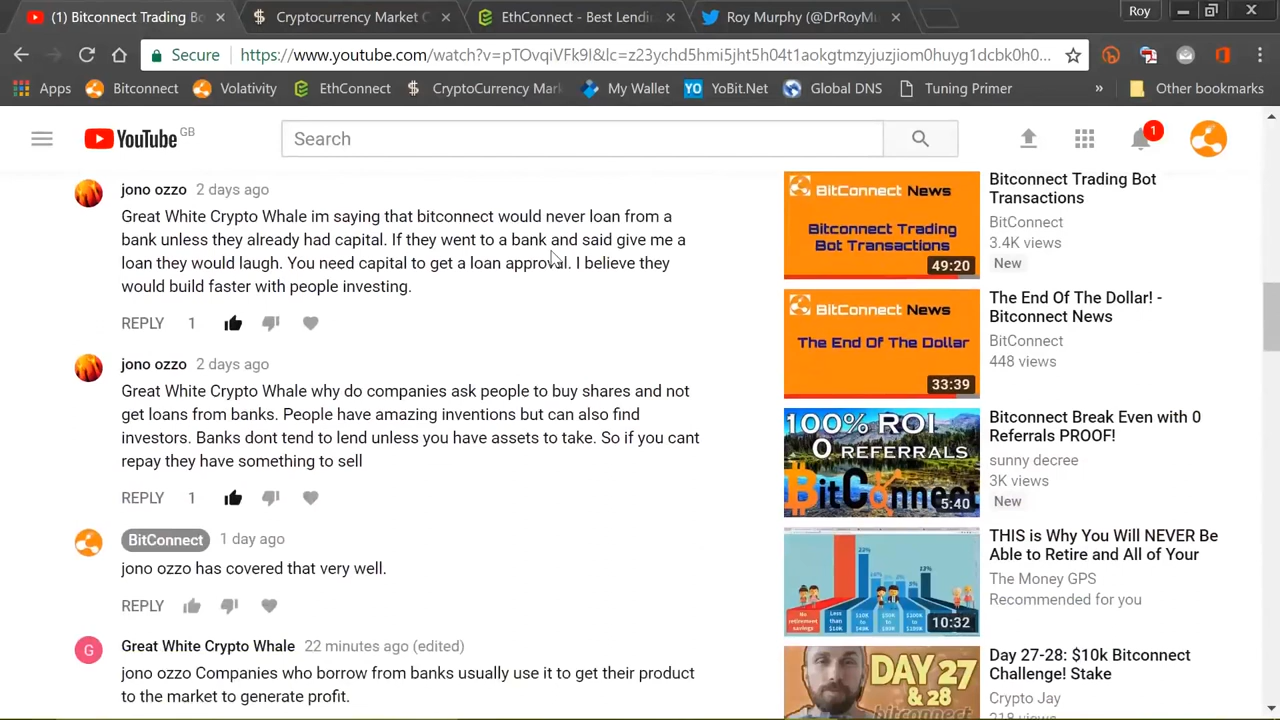 (1) Bitconnect Trading Bo
Cryptocurrency Market C
EthConnect - Best Lendi
Roy Murphy (@DrRoyMu
Roy
Secure
https://www.youtube.com/watch?v=pTOvqiVFk9I&lc=z23ychd5hmi5jht5h04t1aokgtmzyjuzjiom0huyg1dcbk0h0...
Apps
Bitconnect
Volativity
EthConnect
CryptoCurrency Mark
My Wallet
YO
YoBit.Net
Global DNS
Tuning Primer
»
Other bookmarks
YouTube GB
Search
1
jono ozzo 2 days ago
Great White Crypto Whale im saying that bitconnect would never loan from a
bank unless they already had capital. If they went to a bank and said give me a
loan they would laugh. You need capital to get a loan approval. I believe they
would build faster with people investing.
REPLY 1
jono ozzo 2 days ago
Great White Crypto Whale why do companies ask people to buy shares and not
get loans from banks. People have amazing inventions but can also find
investors. Banks dont tend to lend unless you have assets to take. So if you cant
repay they have something to sell
REPLY 1
BitConnect 1 day ago
jono ozzo has covered that very well.
REPLY
G
Great White Crypto Whale 22 minutes ago (edited)
jono ozzo Companies who borrow from banks usually use it to get their product
to the market to generate profit.
BitConnect News
Bitconnect Trading
Bot Transactions
49:20
Bitconnect Trading Bot
Transactions
BitConnect
3.4K views
New
BitConnect News
The End Of The Dollar
33:39
The End Of The Dollar! -
Bitconnect News
BitConnect
448 views
100% ROI
0 REFERRALS
BitConnect
5:40
Bitconnect Break Even with 0
Referrals PROOF!
sunny decree
3K views
New
No
retirement
savings
Less
than
$10K
10:32
THIS is Why You Will NEVER Be
Able to Retire and All of Your
The Money GPS
Recommended for you
DAY 27
& 28
bitconnect
Day 27-28: $10k Bitconnect
Challenge! Stake
Crypto Jay
218 views